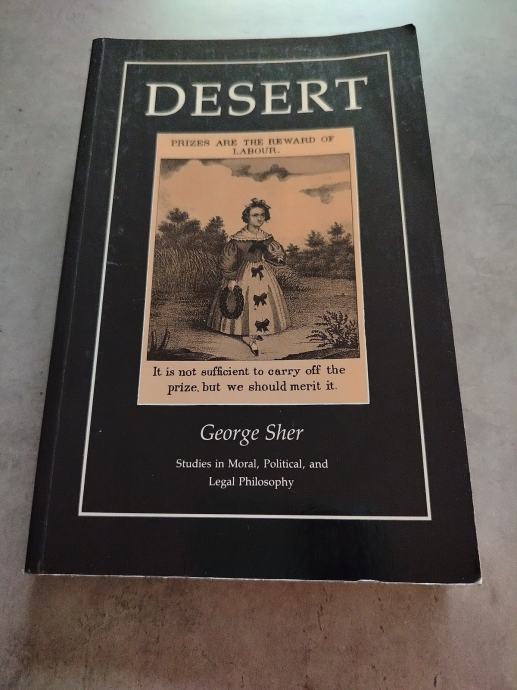 DESERT
PRIZES ARE THE REWARD OF
LABOUR.
It is not sufficient to carry off the
prize, but we should merit it.
George Sher
Studies in Moral, Political, and
Legal Philosophy